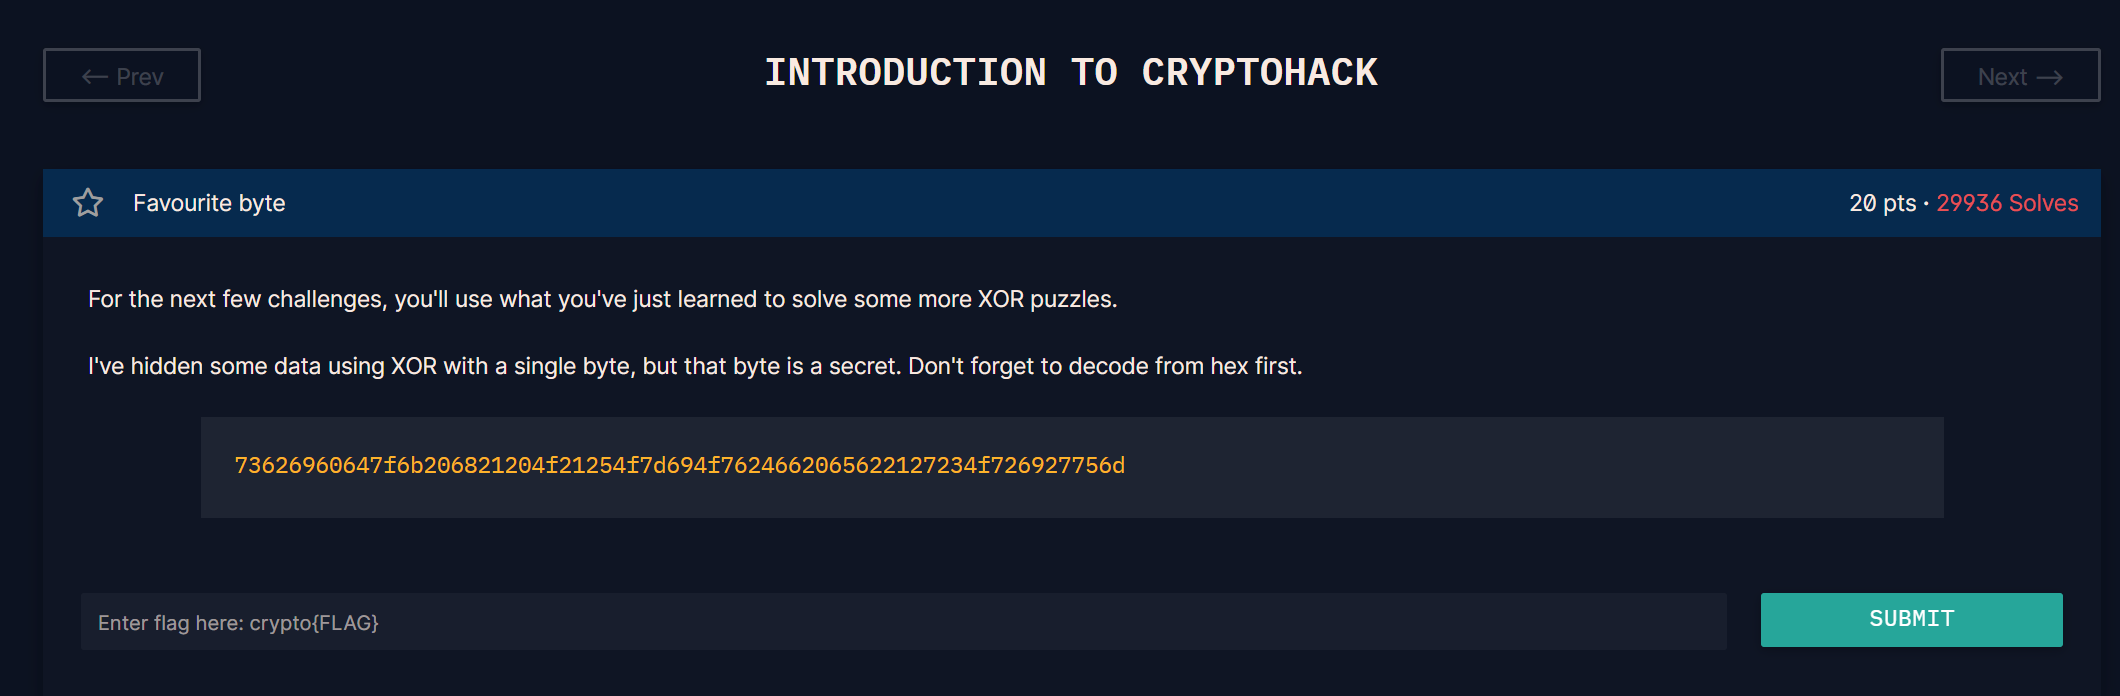 ← Prev
INTRODUCTION TO CRYPTOHACK
Next →
Favourite byte
20 pts · 29936 Solves
For the next few challenges, you'll use what you've just learned to solve some more XOR puzzles.
I've hidden some data using XOR with a single byte, but that byte is a secret. Don't forget to decode from hex first.
73626960647f6b206821204f21254f7d694f7624662065622127234f726927756d
Enter flag here: crypto{FLAG}
SUBMIT